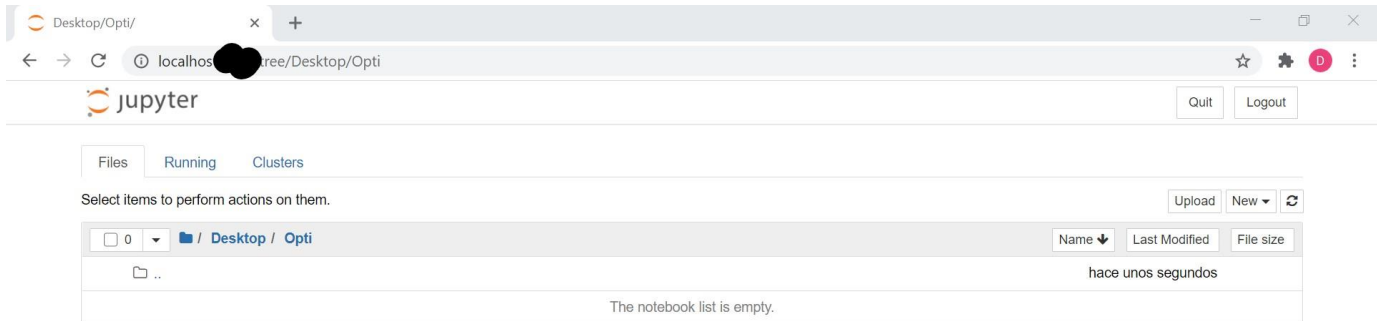 Desktop/Opti/
localhos tree/Desktop/Opti D
jupyter Quit Logout
Files Running Clusters
Select items to perform actions on them. Upload New
0 / Desktop / Opti Name Last Modified File size
.. hace unos segundos
The notebook list is empty.